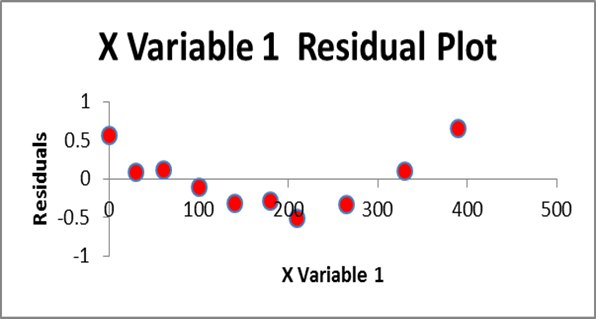 X Variable 1 Residual Plot
1
0.5
0
-0.5
-1
0 100 200 300 400 500
Residuals
X Variable 1